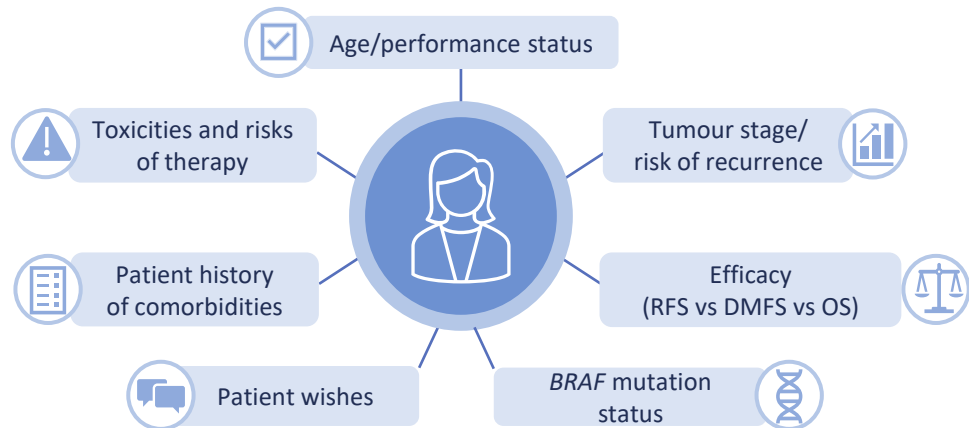 Age/performance status
Toxicities and risks
of therapy
Tumour stage/
risk of recurrence
Patient history
of comorbidities
Efficacy
(RFS vs DMFS vs OS)
Patient wishes
BRAF mutation
status